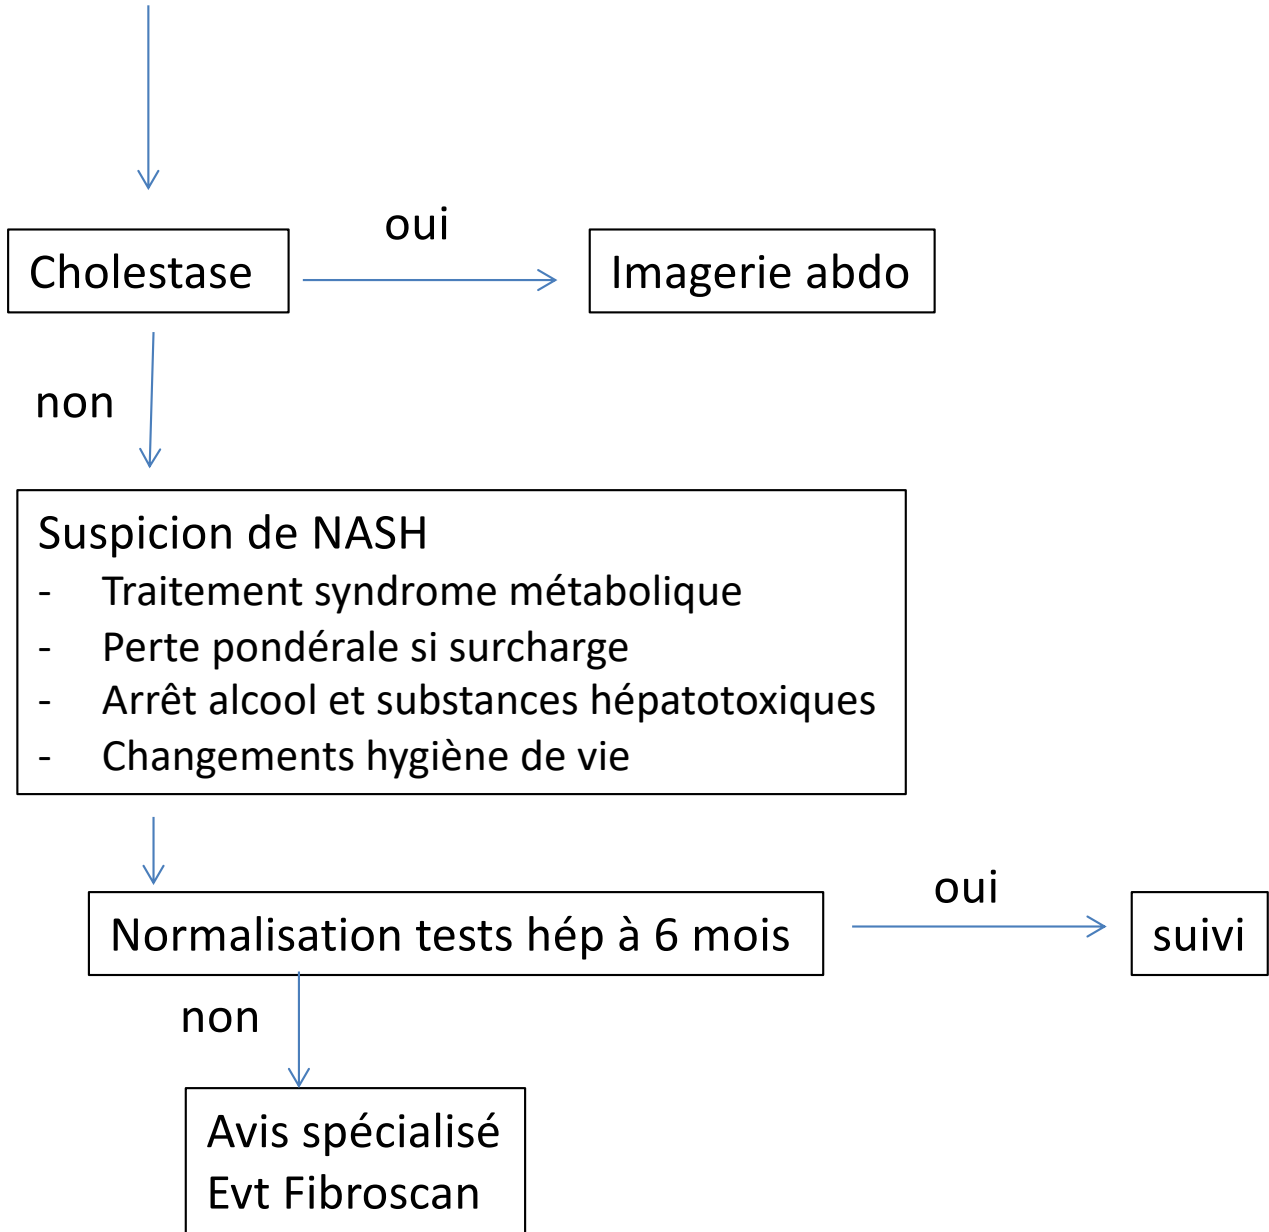 oui
Cholestase
Imagerie abdo
non
Suspicion de NASH
- Traitement syndrome métabolique
- Perte pondérale si surcharge
- Arrêt alcool et substances hépatotoxiques
- Changements hygiène de vie
oui
Normalisation tests hép à 6 mois
suivi
non
Avis spécialisé
Evt Fibroscan